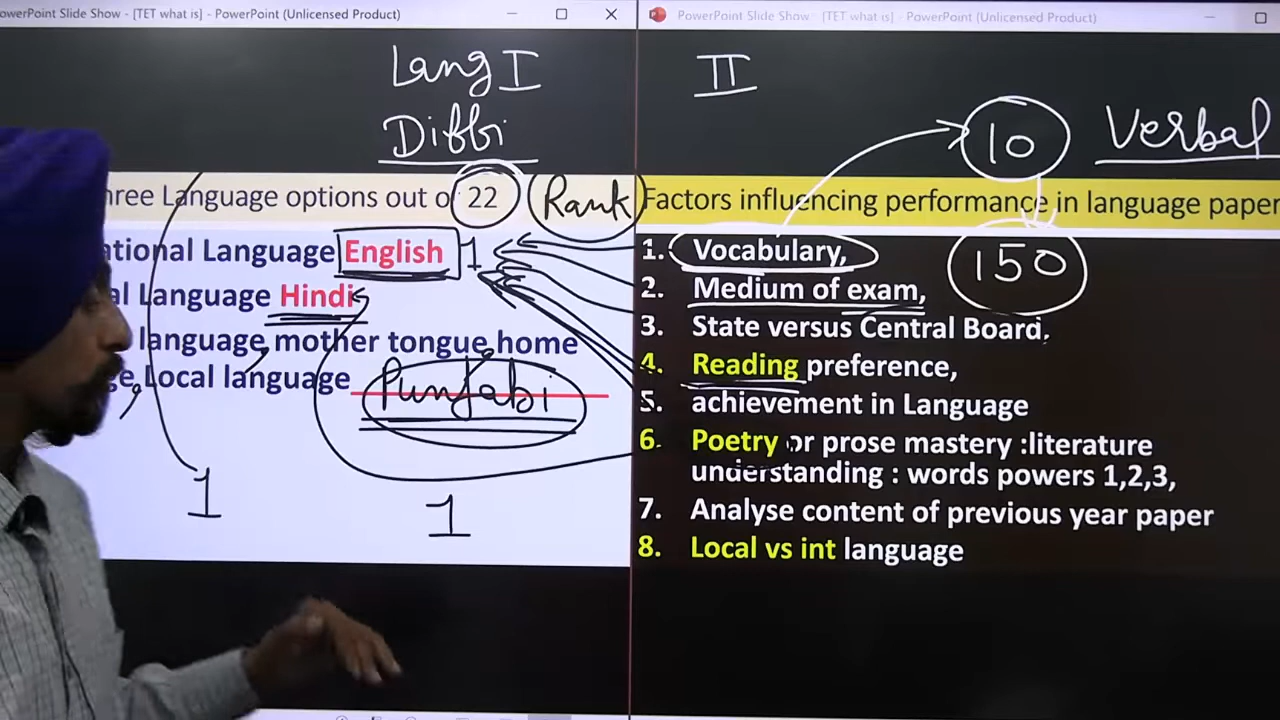 owerPoint Slide Show - [TET what is] - PowerPoint (Unlicensed Product)
PowerPoint Slide Show - [TET what is] - PowerPoint (Unlicensed Product)
Lang I
II
Diffi
10
Verbal
hree Language options out of 22
Rank
Factors influencing performance in language paper
ational Language English 1
al Language Hindi
language, mother tongue, home
ge, Local language
Punjabi
1
1
150
1. Vocabulary,
2. Medium of exam,
3. State versus Central Board.
4. Reading preference,
5. achievement in Language
6. Poetry or prose mastery :literature
understanding : words powers 1,2,3,
7. Analyse content of previous year paper
8. Local vs int language